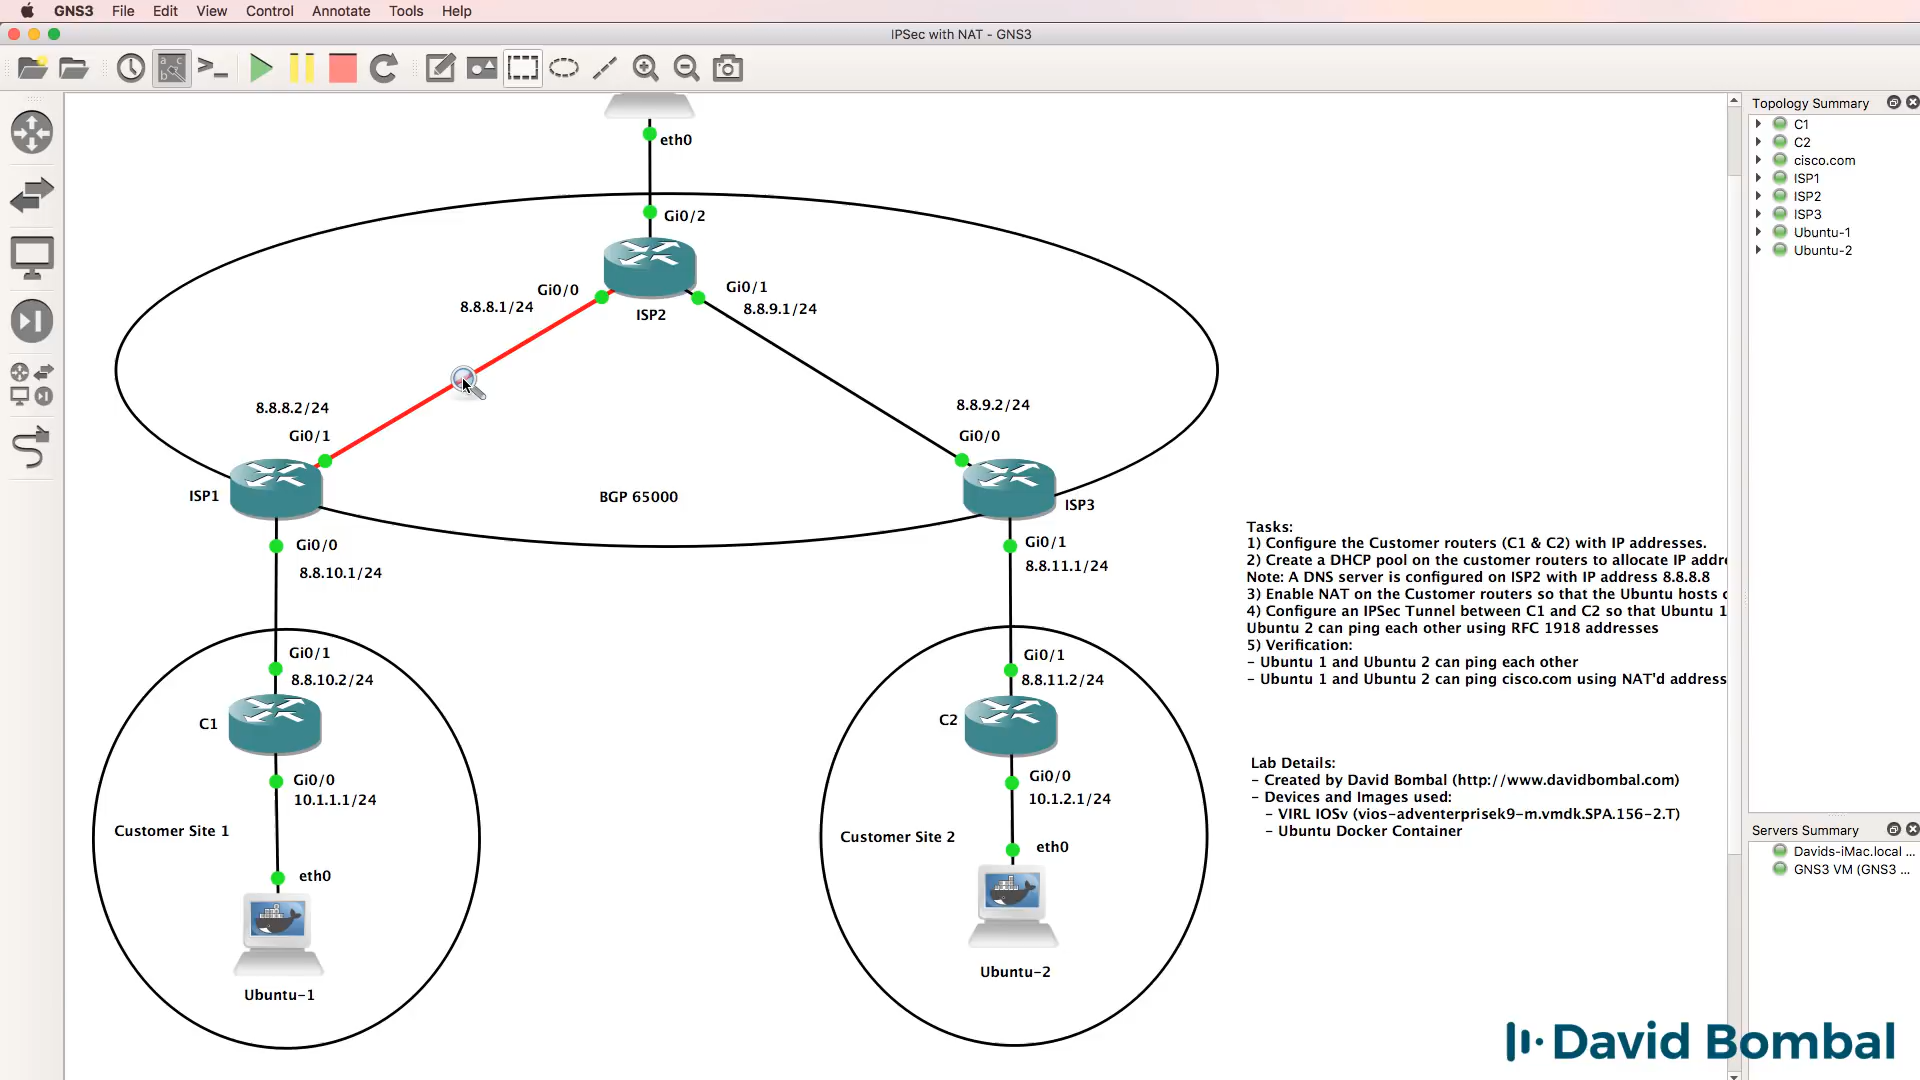 GNS3 File Edit View Control Annotate Tools Help
IPSec with NAT - GNS3
Topology Summary
C1
C2
cisco.com
ISP1
ISP2
ISP3
Ubuntu-1
Ubuntu-2
eth0
Gi0/2
Gi0/0
8.8.8.1/24
Gi0/1
8.8.9.1/24
ISP2
8.8.8.2/24
Gi0/1
ISP1
8.8.9.2/24
Gi0/0
ISP3
BGP 65000
Gi0/0
8.8.10.1/24
Gi0/1
8.8.11.1/24
Gi0/1
8.8.10.2/24
C1
Gi0/0
10.1.1.1/24
Customer Site 1
eth0
Ubuntu-1
Gi0/1
8.8.11.2/24
C2
Gi0/0
10.1.2.1/24
Customer Site 2
eth0
Ubuntu-2
Tasks:
1) Configure the Customer routers (C1 & C2) with IP addresses.
2) Create a DHCP pool on the customer routers to allocate IP addre
Note: A DNS server is configured on ISP2 with IP address 8.8.8.8
3) Enable NAT on the Customer routers so that the Ubuntu hosts c
4) Configure an IPSec Tunnel between C1 and C2 so that Ubuntu 1
Ubuntu 2 can ping each other using RFC 1918 addresses
5) Verification:
- Ubuntu 1 and Ubuntu 2 can ping each other
- Ubuntu 1 and Ubuntu 2 can ping cisco.com using NAT'd address
Lab Details:
- Created by David Bombal (http://www.davidbombal.com)
- Devices and Images used:
- VIRL IOSv (vios-adventerprisek9-m.vmdk.SPA.156-2.T)
- Ubuntu Docker Container
Servers Summary
Davids-iMac.local ...
GNS3 VM (GNS3 ...
David Bombal